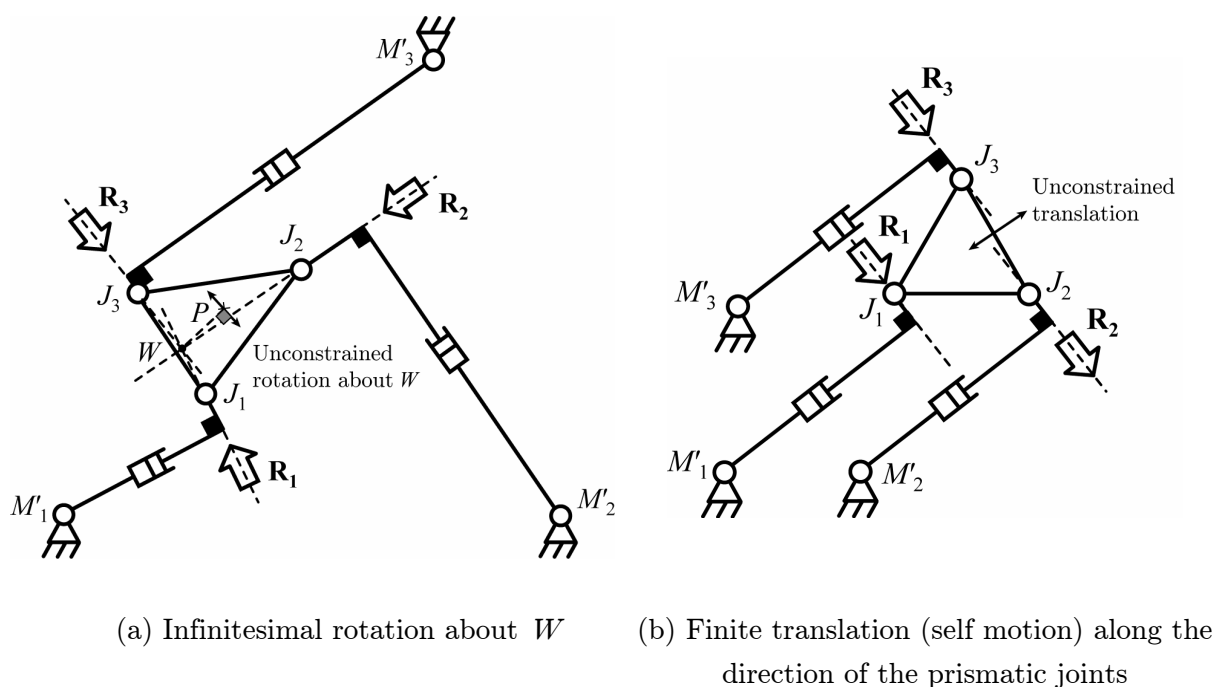 M′3
R3
R2
J2
J3
P
W
Unconstrained
rotation about W
J1
R1
M′1
M′2
R3
J3
Unconstrained
translation
R1
M′3
J1
J2
R2
M′1
M′2
(a) Infinitesimal rotation about W
(b) Finite translation (self motion) along the
direction of the prismatic joints